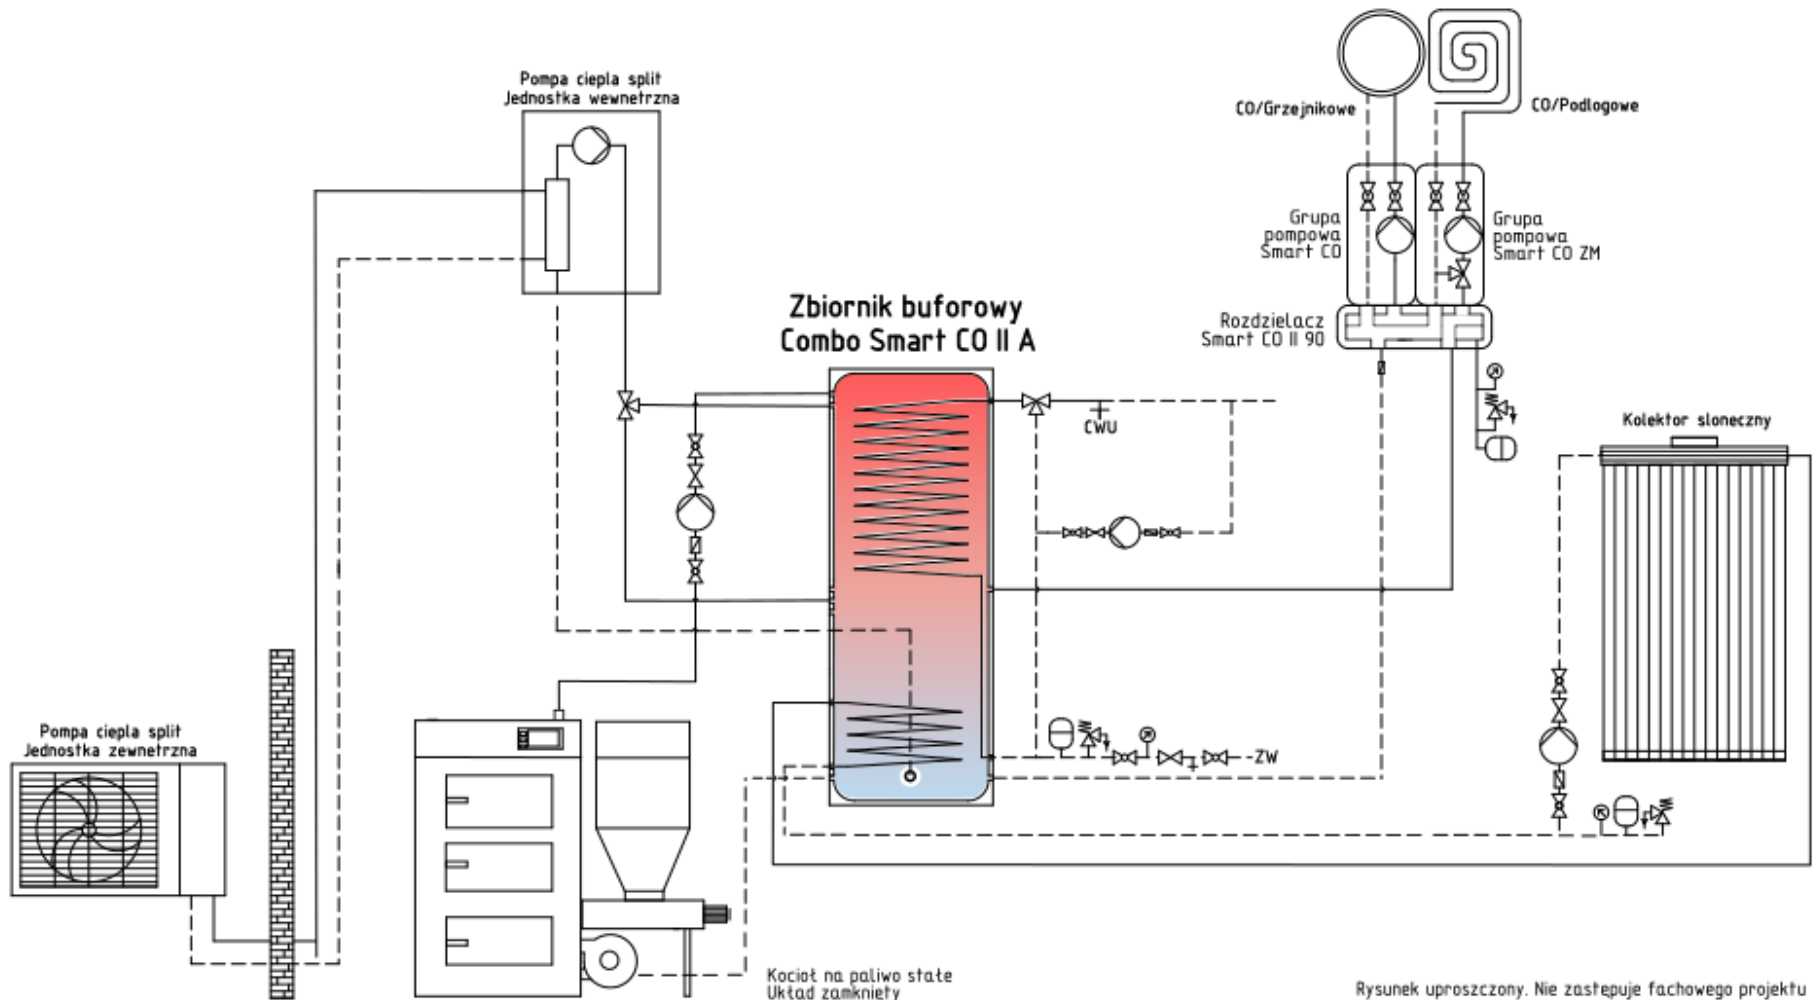 Pompa ciepla split
Jednostka wewnetrzna
CO/Grzejnikowe
CO/Podlogowe
Grupa
pompowa
Smart CO
Grupa
pompowa
Smart CO ZM
Zbiornik buforowy
Combo Smart CO II A
Rozdzielacz
Smart CO II 90
CWU
Kolektor sloneczny
Pompa ciepla split
Jednostka zewnetrzna
ZW
Kocioł na paliwo stałe
Układ zamkniety
Rysunek uproszczony. Nie zastepuje fachowego projektu